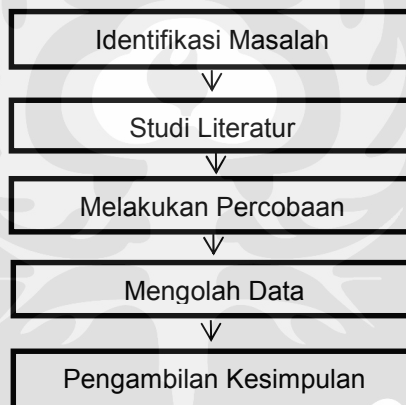 Identifikasi Masalah
Studi Literatur
Melakukan Percobaan
Mengolah Data
Pengambilan Kesimpulan